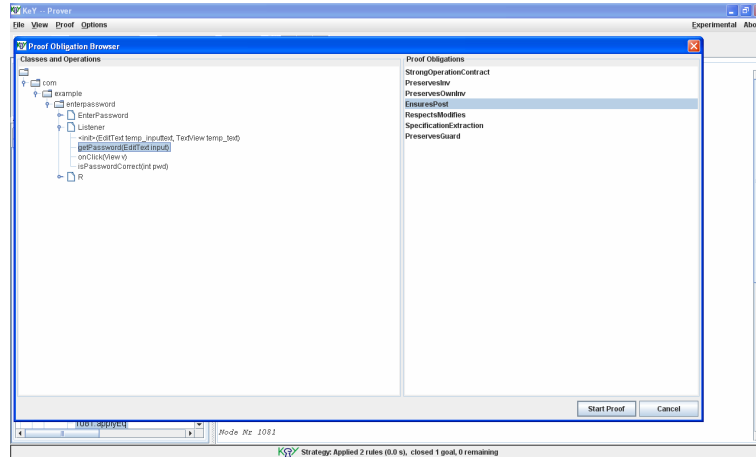 KeY -- Prover
File View Proof Options
Experimental Abo
Proof Obligation Browser
Classes and Operations
Proof Obligations
com
example
enterpassword
EnterPassword
Listener
<init>(EditText temp_inputtext, TextView temp_text)
getPassword(EditText input)
onClick(View v)
isPasswordCorrect(int pwd)
R
StrongOperationContract
PreservesInv
PreservesOwnInv
EnsuresPost
RespectsModifies
SpecificationExtraction
PreservesGuard
Start Proof
Cancel
1081:applyEq
Node Nr 1081
KeY Strategy: Applied 2 rules (0.0 s), closed 1 goal, 0 remaining